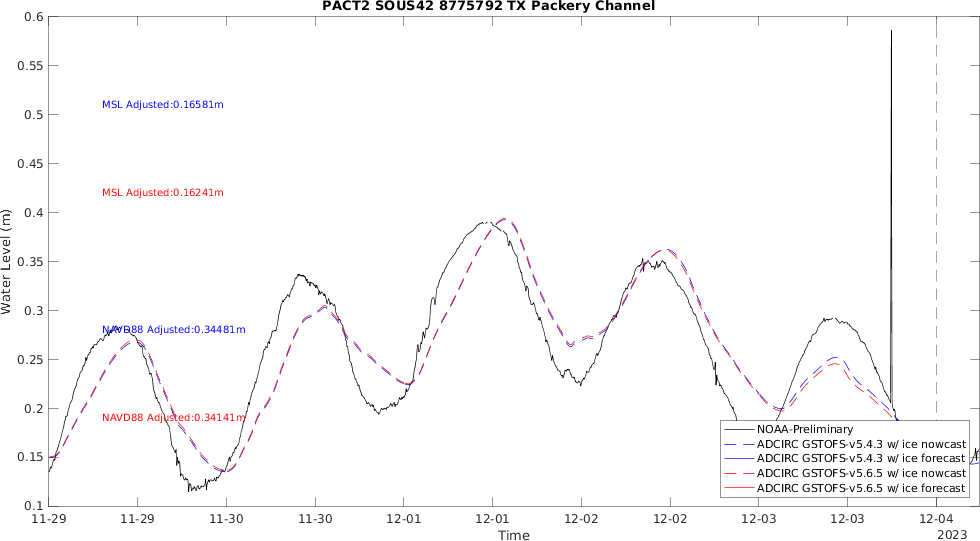 PACT2 SOUS42 8775792 TX Packery Channel
0.6
0.55
0.5
0.45
0.4
0.35
0.3
0.25
0.2
0.15
0.1
Water Level (m)
MSL Adjusted:0.16581m
MSL Adjusted:0.16241m
NAVD88 Adjusted:0.34481m
NAVD88 Adjusted:0.34141m
NOAA-Preliminary
ADCIRC GSTOFS-v5.4.3 w/ ice nowcast
ADCIRC GSTOFS-v5.4.3 w/ ice forecast
ADCIRC GSTOFS-v5.6.5 w/ ice nowcast
ADCIRC GSTOFS-v5.6.5 w/ ice forecast
11-29 11-29 11-30 11-30 12-01 12-01 12-02 12-02 12-03 12-03 12-04
Time
2023